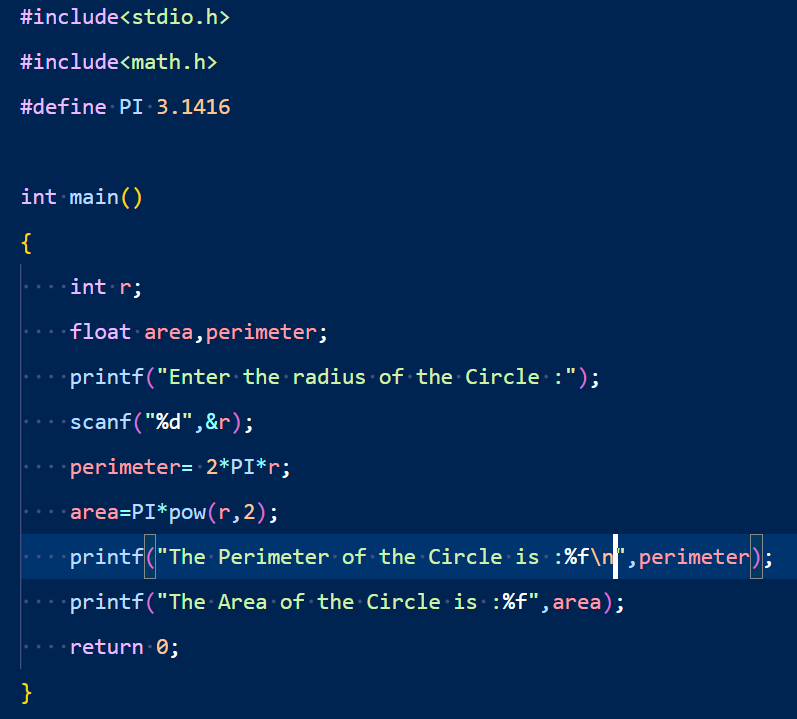 #include<stdio.h>
#include<math.h>
#define PI 3.1416
int main()
{
    int r;
    float area,perimeter;
    printf("Enter the radius of the Circle :");
    scanf("%d",&r);
    perimeter= 2*PI*r;
    area=PI*pow(r,2);
    printf("The Perimeter of the Circle is :%f\n",perimeter);
    printf("The Area of the Circle is :%f",area);
    return 0;
}